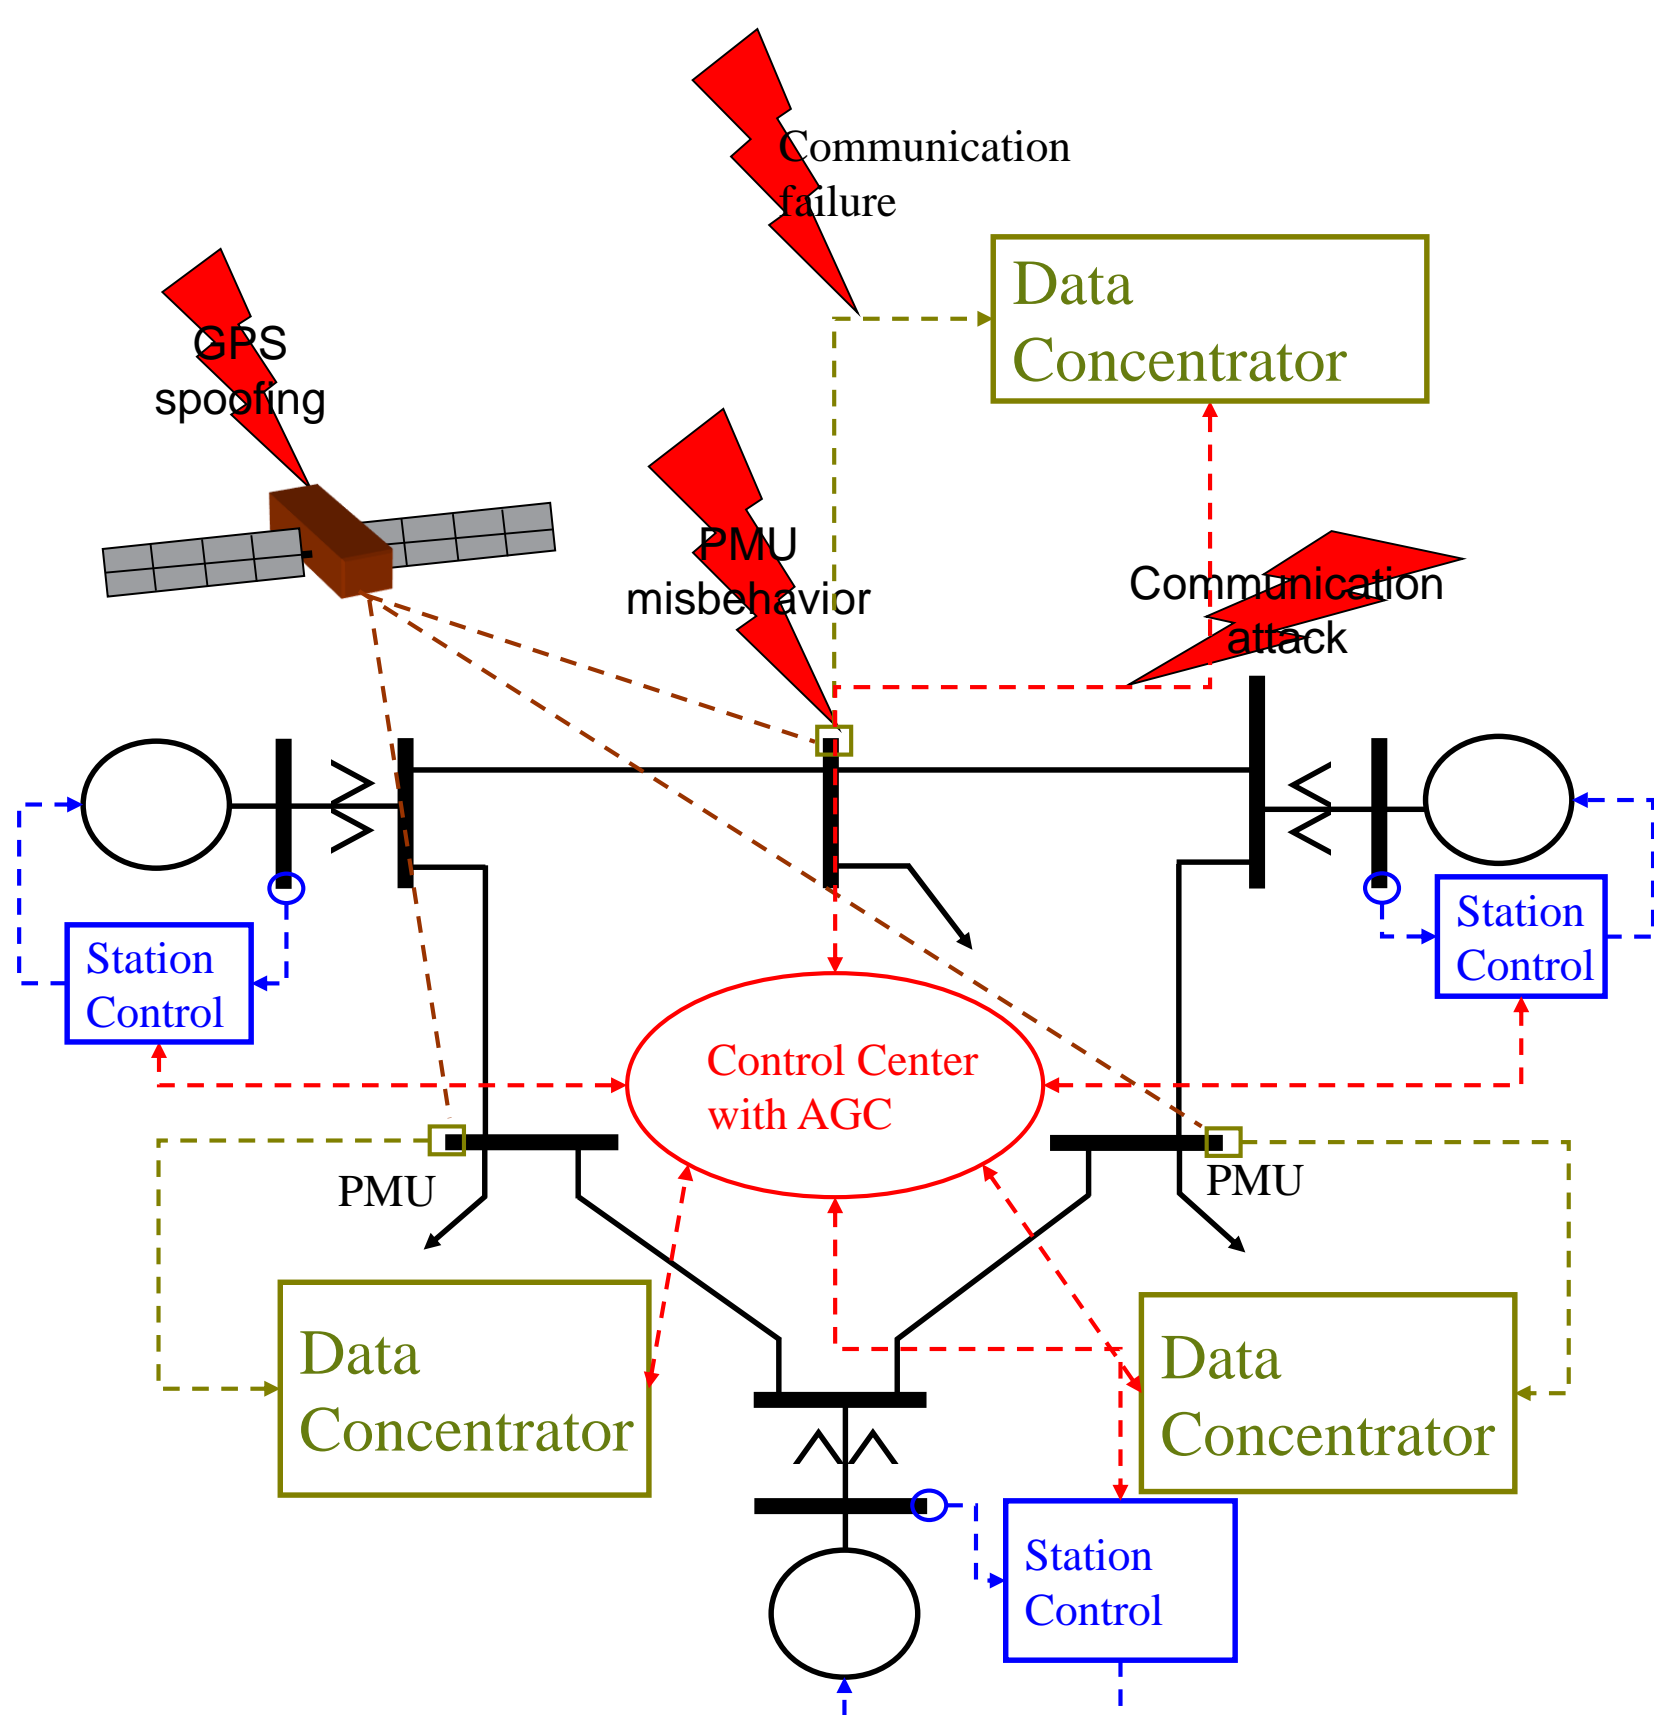 Communication
failure
Data
Concentrator
GPS
spoofing
PMU
misbehavior
Communication
attack
Station
Control
Station
Control
Control Center
with AGC
PMU
PMU
Data
Concentrator
Data
Concentrator
Station
Control